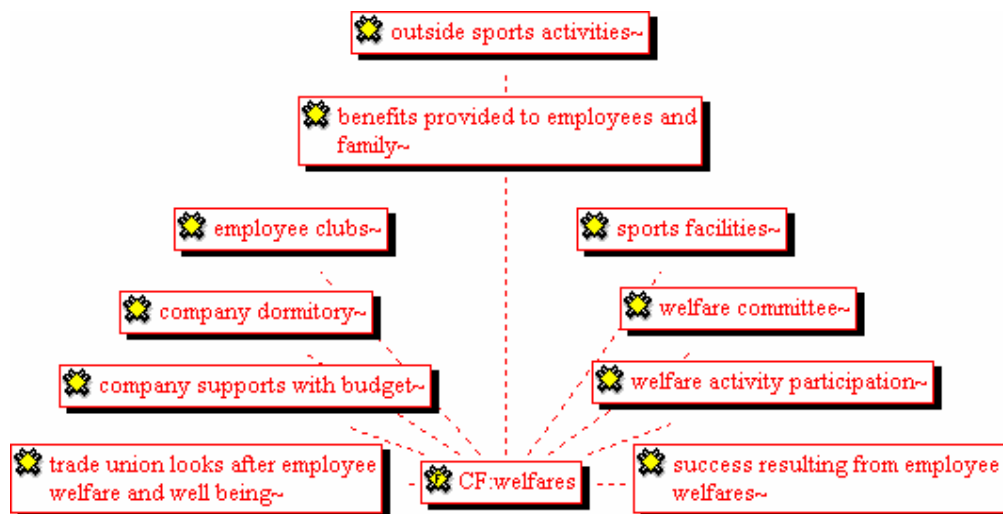 outside sports activities~
benefits provided to employees and
family~
employee clubs~
sports facilities~
company dormitory~
welfare committee~
company supports with budget~
welfare activity participation~
trade union looks after employee
welfare and well being~
CF:welfares
success resulting from employee
welfares~